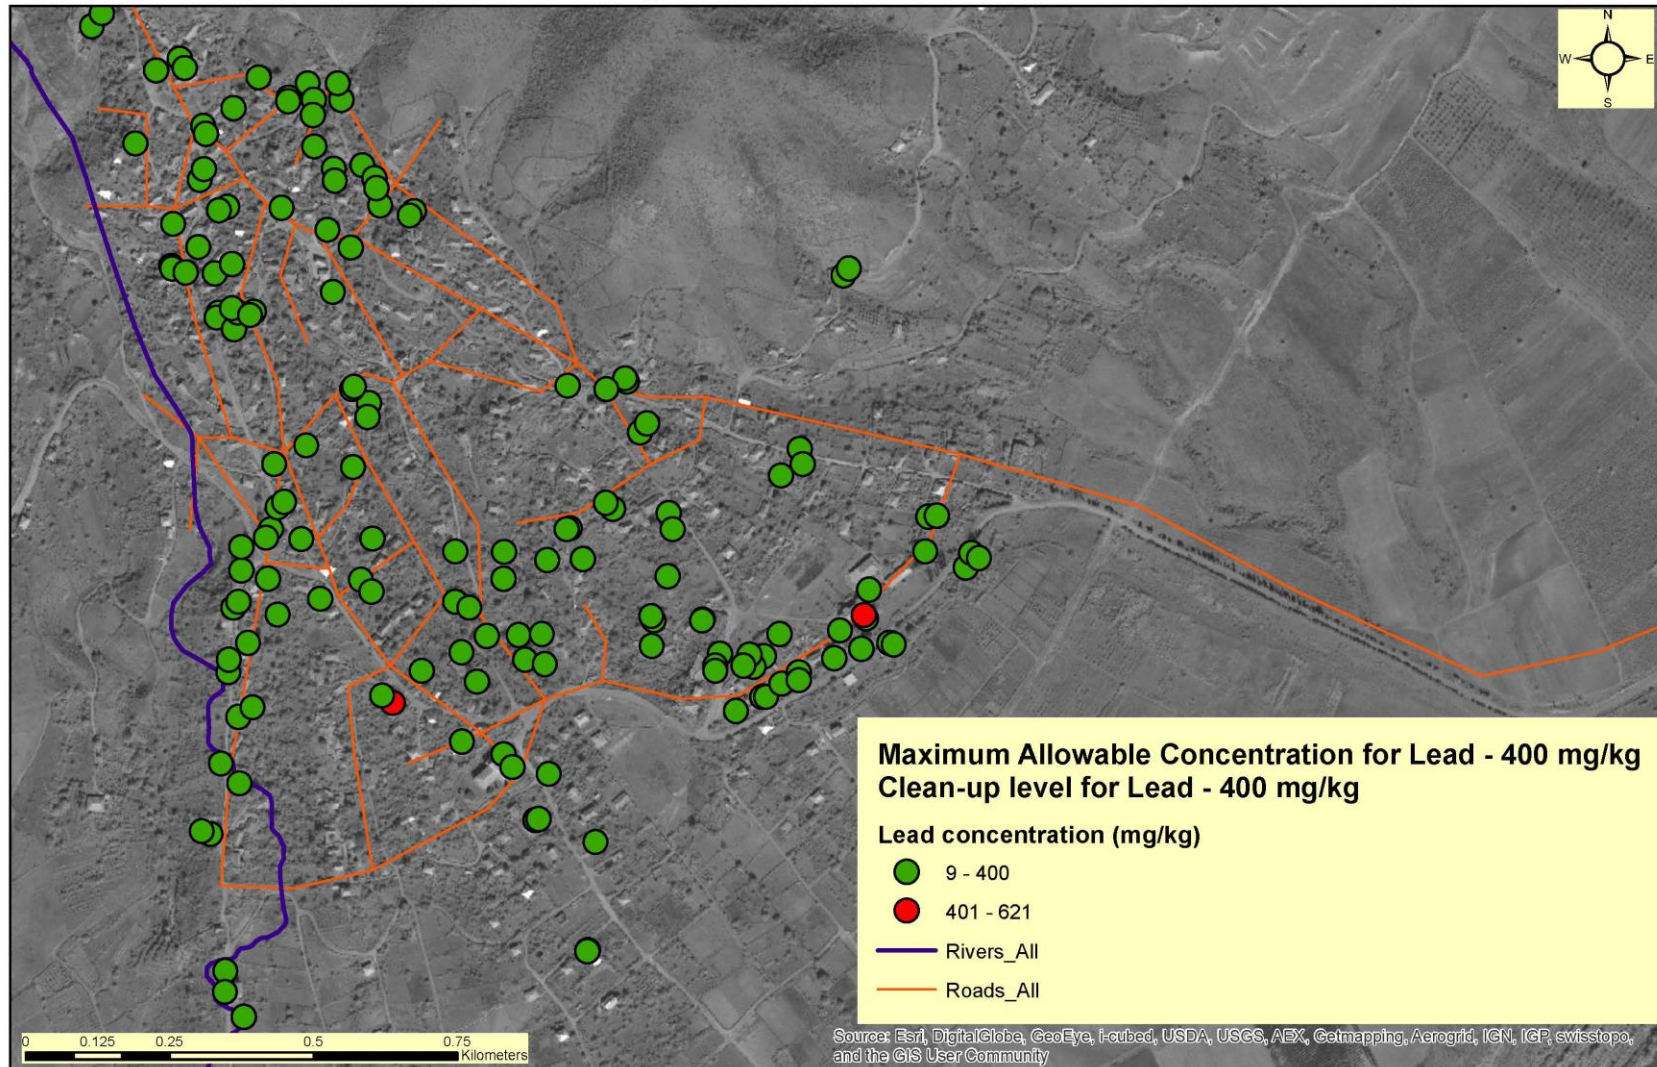 N
W E
S
Maximum Allowable Concentration for Lead - 400 mg/kg
Clean-up level for Lead - 400 mg/kg
Lead concentration (mg/kg)
9 - 400
401 - 621
Rivers_All
Roads_All
0 0.125 0.25 0.5 0.75
Kilometers
Source: Esri, DigitalGlobe, GeoEye, i-cubed, USDA, USGS, AEX, Getmapping, Aerogrid, IGN, IGP, swisstopo,
and the GIS User Community